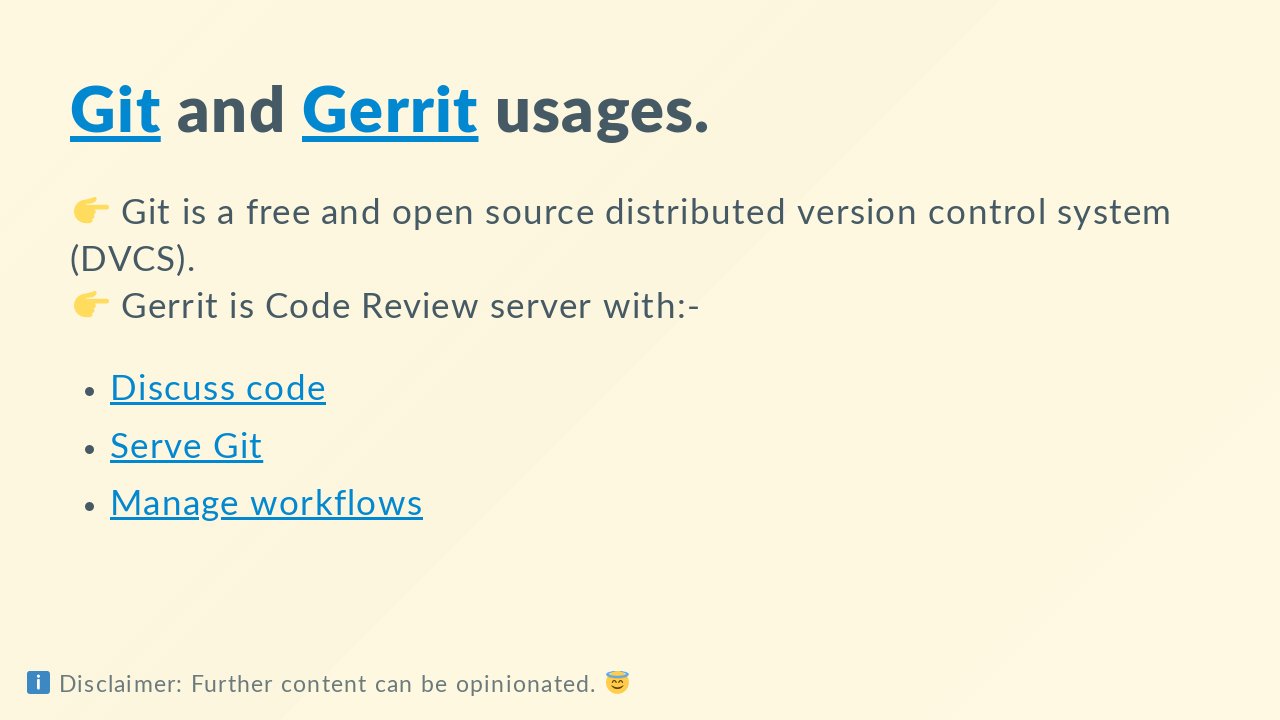 Git and Gerrit usages.
👉 Git is a free and open source distributed version control system
(DVCS).
👉 Gerrit is Code Review server with:-
• Discuss code
• Serve Git
• Manage workflows
ℹ️ Disclaimer: Further content can be opinionated. 😇